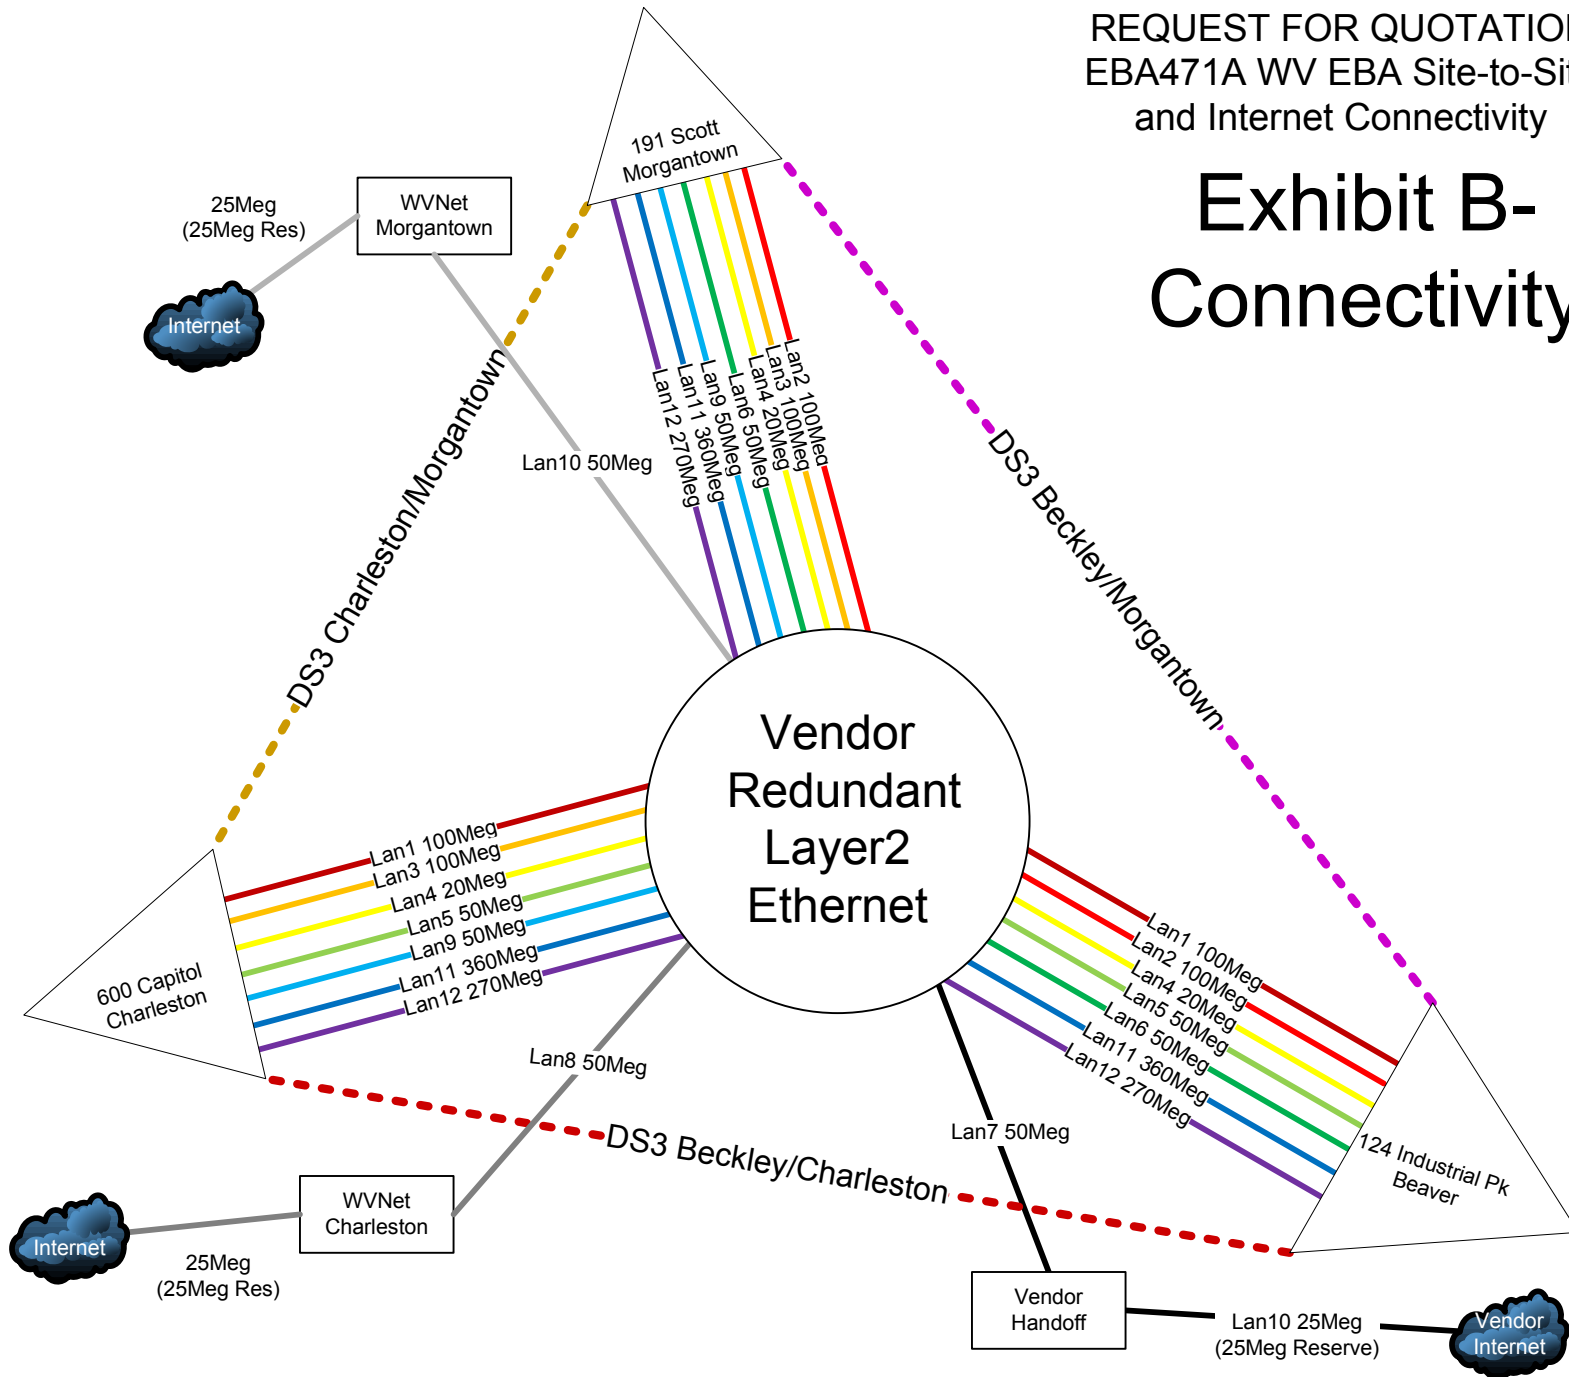 REQUEST FOR QUOTATION
EBA471A WV EBA Site-to-Sit
and Internet Connectivity
Exhibit B-
Connectivity
191 Scott
Morgantown
25Meg
(25Meg Res)
WVNet
Morgantown
Internet
Lan12 270Meg
Lan11 360Meg
Lan9 50Meg
Lan6 50Meg
Lan4 20Meg
Lan3 100Meg
Lan2 100Meg
Lan10 50Meg
DS3 Charleston/Morgantown
DS3 Beckley/Morgantown
Vendor
Redundant
Layer2
Ethernet
Lan1 100Meg
Lan3 100Meg
Lan4 20Meg
Lan5 50Meg
Lan9 50Meg
Lan11 360Meg
Lan12 270Meg
600 Capitol
Charleston
Lan1 100Meg
Lan2 100Meg
Lan4 20Meg
Lan5 50Meg
Lan6 50Meg
Lan11 360Meg
Lan12 270Meg
124 Industrial Pk
Beaver
Lan8 50Meg
Lan7 50Meg
DS3 Beckley/Charleston
WVNet
Charleston
Internet
25Meg
(25Meg Res)
Vendor
Handoff
Lan10 25Meg
(25Meg Reserve)
Vendor
Internet